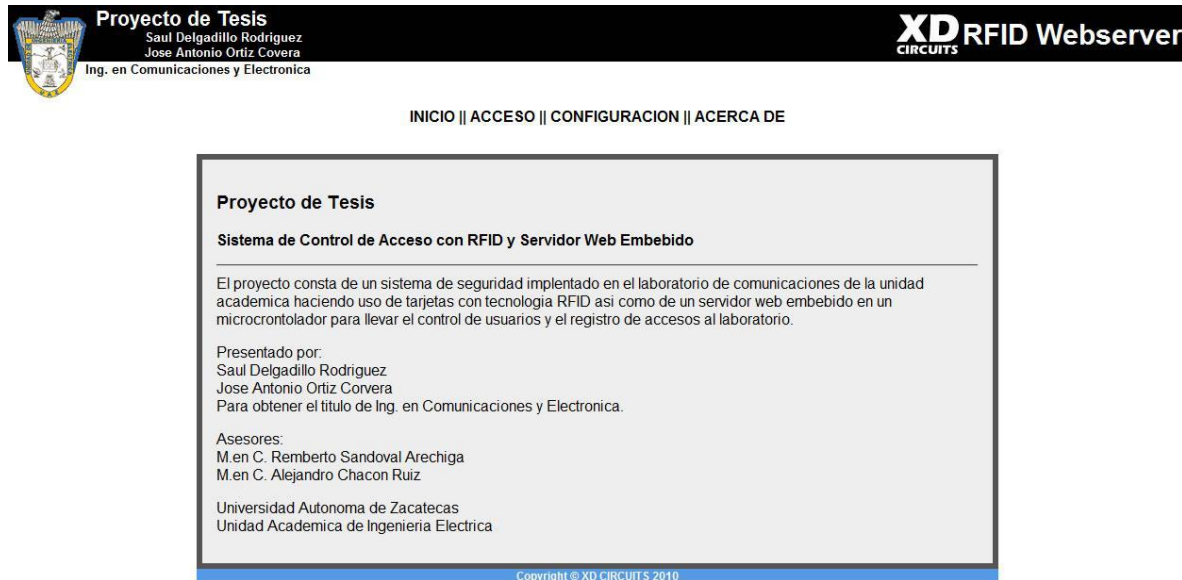 Proyecto de Tesis
Saul Delgadillo Rodriguez
Jose Antonio Ortiz Covera
Ing. en Comunicaciones y Electronica
XD CIRCUITS RFID Webserver
INICIO || ACCESO || CONFIGURACION || ACERCA DE
Proyecto de Tesis
Sistema de Control de Acceso con RFID y Servidor Web Embebido
El proyecto consta de un sistema de seguridad implentado en el laboratorio de comunicaciones de la unidad
academica haciendo uso de tarjetas con tecnologia RFID asi como de un servidor web embebido en un
microcrontolador para llevar el control de usuarios y el registro de accesos al laboratorio.
Presentado por:
Saul Delgadillo Rodriguez
Jose Antonio Ortiz Corvera
Para obtener el titulo de Ing. en Comunicaciones y Electronica.
Asesores:
M.en C. Remberto Sandoval Arechiga
M.en C. Alejandro Chacon Ruiz
Universidad Autonoma de Zacatecas
Unidad Academica de Ingenieria Electrica
Copyright © XD CIRCUITS 2010